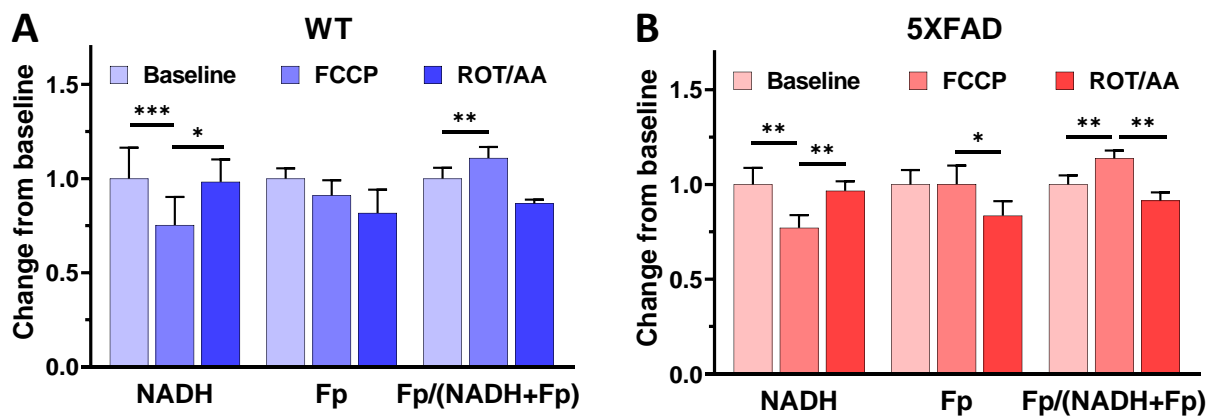 A
WT
Change from baseline
1.5
1.0
0.5
0.0
Baseline FCCP ROT/AA
***
*
**
NADH Fp Fp/(NADH+Fp)
B
5XFAD
Change from baseline
1.5
1.0
0.5
0.0
Baseline FCCP ROT/AA
**
**
*
** **
NADH Fp Fp/(NADH+Fp)